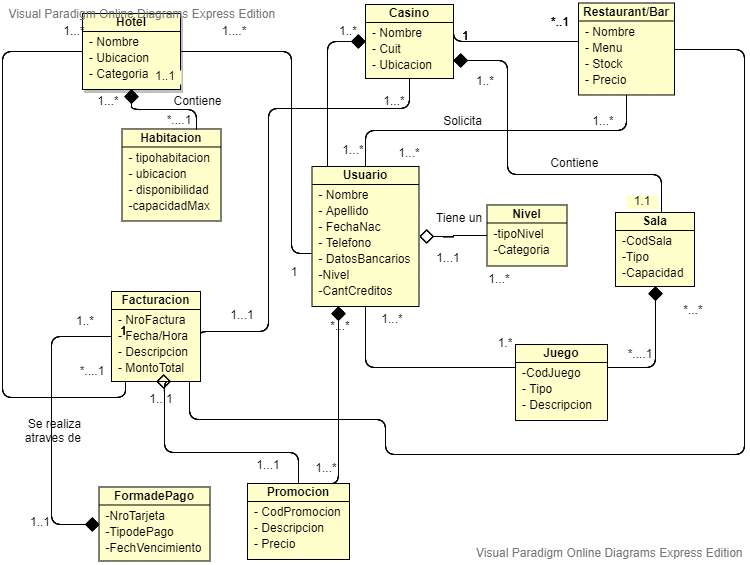 Visual Paradigm Online Diagrams Express Edition
Hotel
- Nombre
- Ubicacion
- Categoria
1...*
1..1
1...*
Contiene
*....1
Habitacion
- tipohabitacion
- ubicacion
- disponibilidad
-capacidadMax
1....*
Casino
- Nombre
- Cuit
- Ubicacion
1..*
1
1...*
1..*
*..1
Restaurant/Bar
- Nombre
- Menu
- Stock
- Precio
1...*
Solicita
1...*
1...*
Contiene
1.1
Usuario
- Nombre
- Apellido
- FechaNac
- Telefono
- DatosBancarios
-Nivel
- CantCreditos
1
Tiene un
1...1
Nivel
-tipoNivel
-Categoria
1...*
Sala
-CodSala
-Tipo
-Capacidad
*...*
*....1
Facturacion
- NroFactura
- Fecha/Hora
- Descripcion
- MontoTotal
1..*
1
*....1
1...1
1...1
*...*
1...*
1.*
Juego
-CodJuego
- Tipo
- Descripcion
Se realiza
atraves de
1...1
1...*
1..1
FormadePago
-NroTarjeta
-TipodePago
-FechVencimiento
Promocion
- CodPromocion
- Descripcion
- Precio
Visual Paradigm Online Diagrams Express Edition